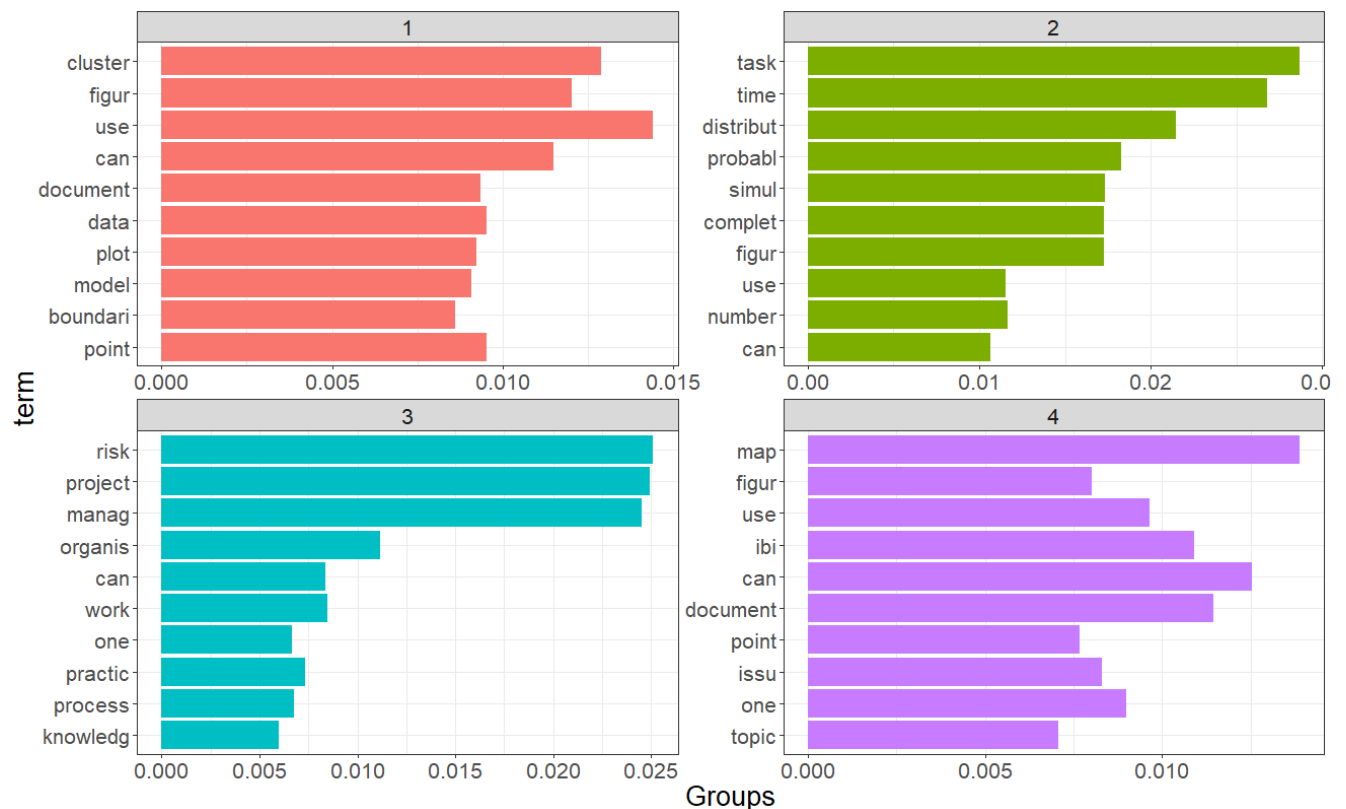 1
cluster
figur
use
can
document
data
plot
model
boundari
point
0.000 0.005 0.010 0.015
2
task
time
distribut
probabl
simul
complet
figur
use
number
can
0.00 0.01 0.02 0.0
term
3
risk
project
manag
organis
can
work
one
practic
process
knowledg
0.000 0.005 0.010 0.015 0.020 0.025
4
map
figur
use
ibi
can
document
point
issu
one
topic
0.000 0.005 0.010
Groups